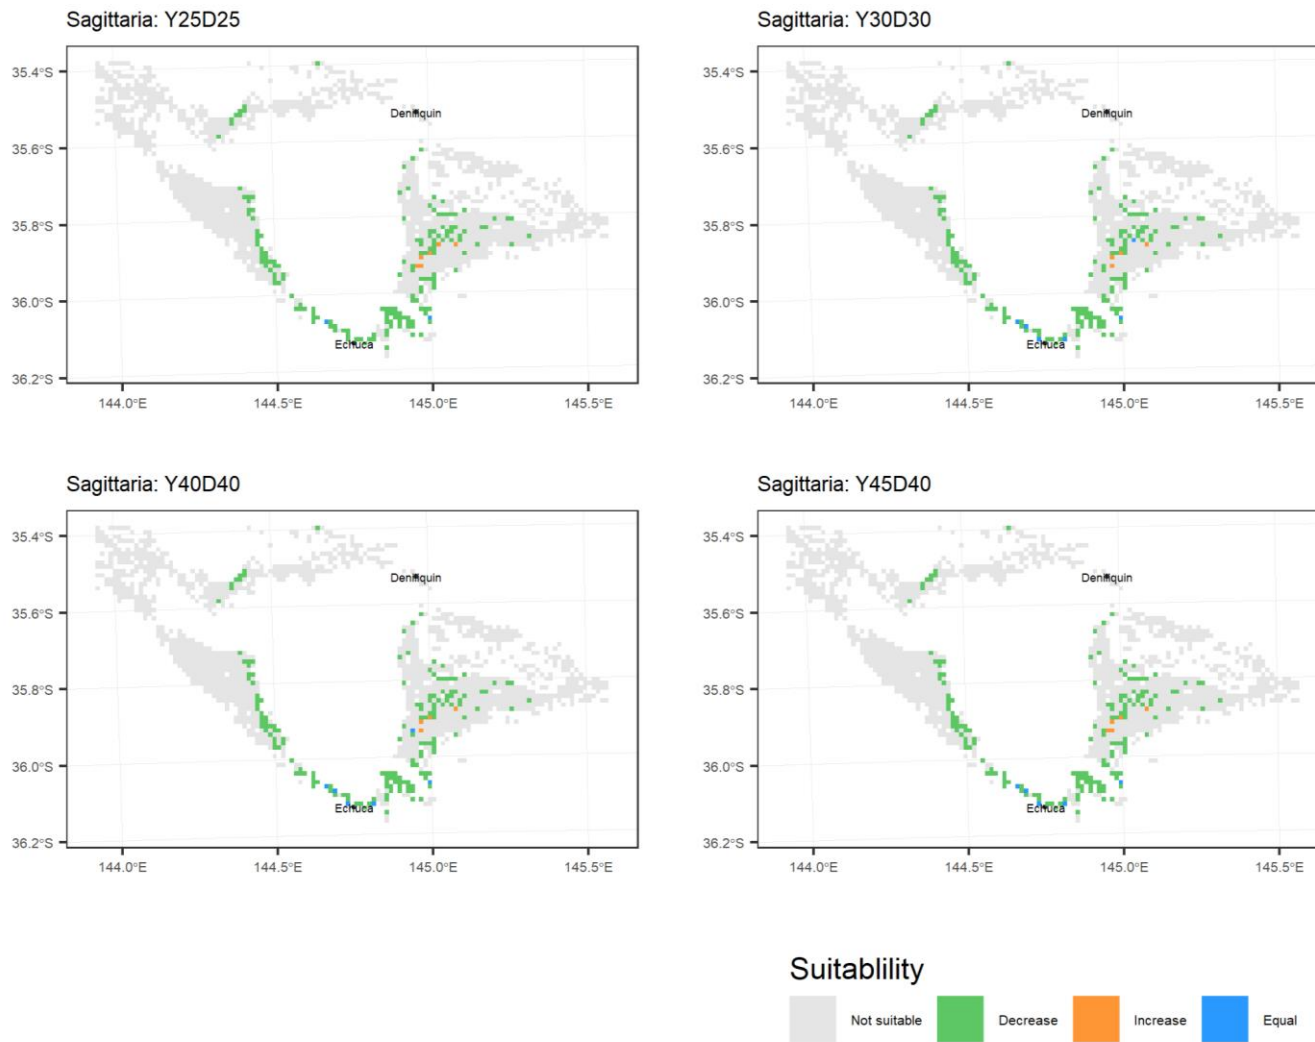 Sagittaria: Y25D25
Sagittaria: Y30D30
35.4°S
35.6°S
35.8°S
36.0°S
36.2°S
Deniliquin
Echuca
144.0°E
144.5°E
145.0°E
145.5°E
35.4°S
35.6°S
35.8°S
36.0°S
36.2°S
Deniliquin
Echuca
144.0°E
144.5°E
145.0°E
145.5°E
Sagittaria: Y40D40
Sagittaria: Y45D40
35.4°S
35.6°S
35.8°S
36.0°S
36.2°S
Deniliquin
Echuca
144.0°E
144.5°E
145.0°E
145.5°E
35.4°S
35.6°S
35.8°S
36.0°S
36.2°S
Deniliquin
Echuca
144.0°E
144.5°E
145.0°E
145.5°E
Suitablility
Not suitable
Decrease
Increase
Equal